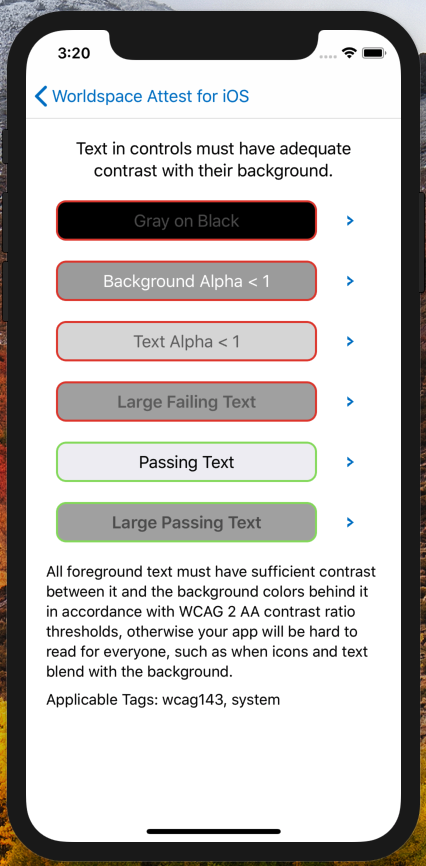 3:20
Worldspace Attest for iOS
Text in controls must have adequate
contrast with their background.
Gray on Black >
Background Alpha < 1 >
Text Alpha < 1 >
Large Failing Text >
Passing Text >
Large Passing Text >
All foreground text must have sufficient contrast
between it and the background colors behind it
in accordance with WCAG 2 AA contrast ratio
thresholds, otherwise your app will be hard to
read for everyone, such as when icons and text
blend with the background.
Applicable Tags: wcag143, system